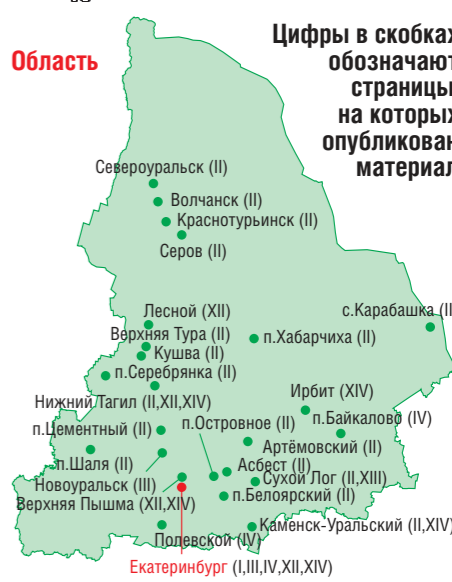 Область
Цифры в скобках
обозначают
страницы,
на которых
опубликован
материал
Североуральск (II)
Волчанск (II)
Краснотурьинск (II)
Серов (II)
Лесной (XII)
с.Карабашка (II
Верхняя Тура (II)
п.Хабарчиха (II)
Кушва (II)
п.Серебрянка (II)
Нижний Тагил (II,XII,XIV)
Ирбит (XIV)
п.Цементный (II)
п.Островное (II)
п.Байкалово (IV)
Артёмовский (II)
п.Шаля (II)
Асбест (II)
Новоуральск (III)
Сухой Лог (II,XIII)
Верхняя Пышма (XII,XIV)
п.Белоярский (II)
Каменск-Уральский (II,XIV)
Полевской (IV)
Екатеринбург (I,III,IV,XII,XIV)